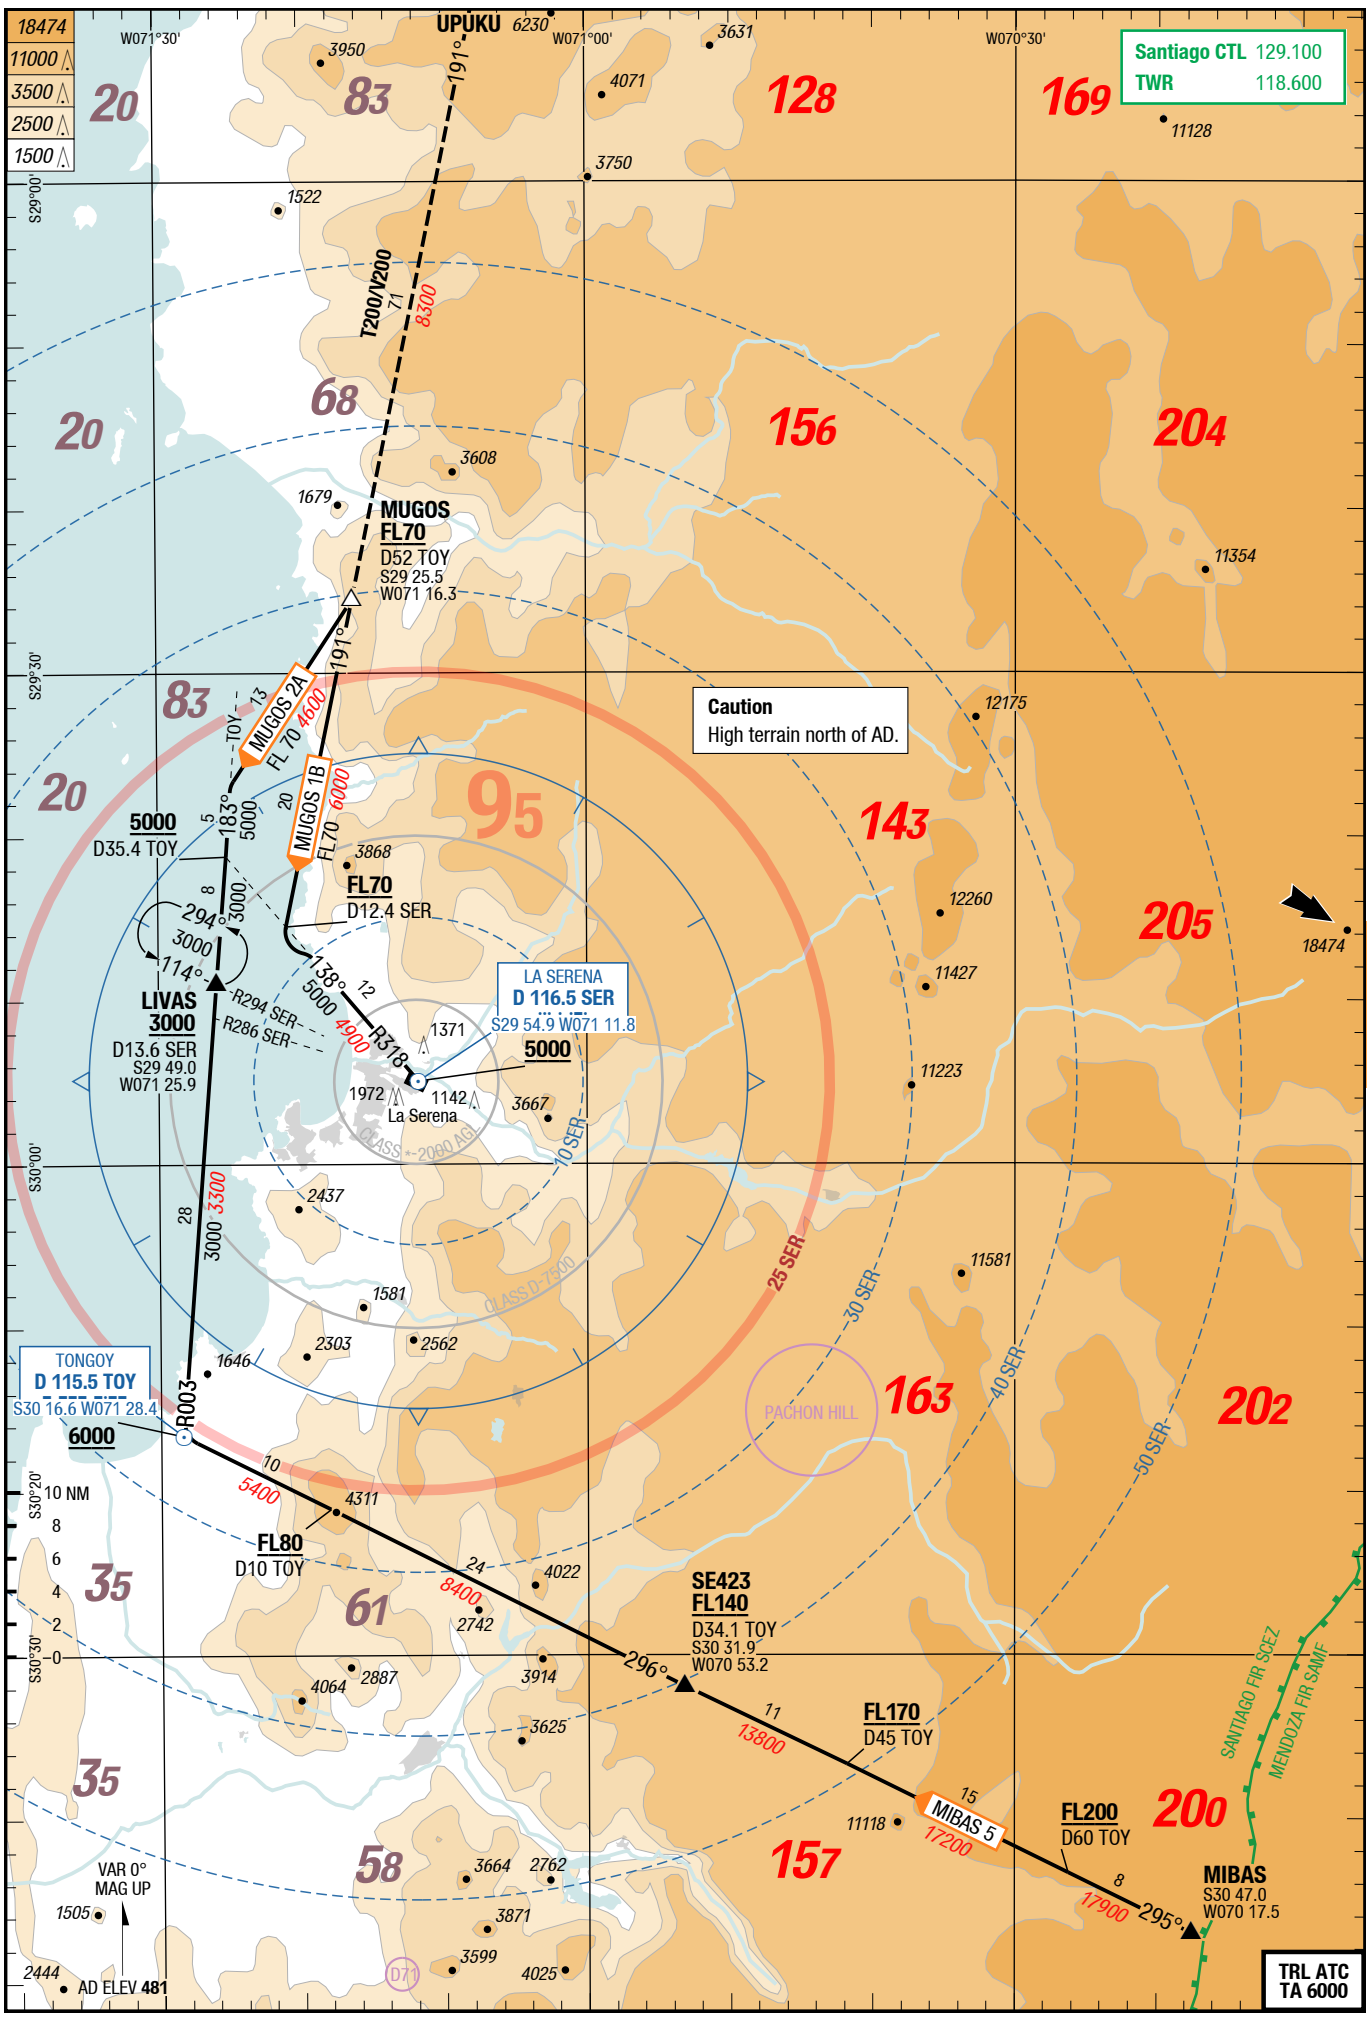 18474
11000
3500
2500
1500
W071°30'
UPUKU
6230
W071°00'
3631
W070°30'
Santiago CTL 129.100
TWR 118.600
3950
4071
11128
20
83
128
169
191°
3750
1522
S29°00'
T200/V200
71
8300
68
20
156
204
3608
1679
MUGOS
FL70
D52 TOY
S29 25.5
W071 16.3
11354
191°
S29°30'
83
13
TOY
MUGOS 2A
4600
FL 70
Caution
High terrain north of AD.
12175
20
95
143
MUGOS 1B
6000
20
FL70
5000
D35.4 TOY
5
183°
5000
3868
FL70
D12.4 SER
8
3000
294°
3000
114°
12260
205
18474
11427
138°
12
5000
4900
R318
LA SERENA
D 116.5 SER
S29 54.9 W071 11.8
5000
LIVAS
3000
D13.6 SER
S29 49.0
W071 25.9
R294 SER
R286 SER
1371
1972
1142
La Serena
CLASS *-2000 AGL
3667
11223
10 SER
S30°00'
2437
28
3300
3000
25 SER
11581
30 SER
CLASS D-7500
1581
2303
2562
1646
TONGOY
D 115.5 TOY
S30 16.6 W071 28.4
6000
R003
40 SER
PACHON HILL
163
202
50 SER
10
5400
S30°20'
10 NM
8
6
4
2
0
4311
FL80
D10 TOY
24
8400
4022
2742
35
61
SE423
FL140
D34.1 TOY
S30 31.9
W070 53.2
S30°30'
296°
3914
2887
4064
3625
SANTIAGO FIR SCEZ
MENDOZA FIR SAMF
11
13800
FL170
D45 TOY
35
15
MIBAS 5
17200
11118
FL200
D60 TOY
200
58
157
3664
2762
VAR 0°
MAG UP
1505
8
17900
295°
MIBAS
S30 47.0
W070 17.5
3871
3599
4025
D71
2444
AD ELEV 481
TRL ATC
TA 6000